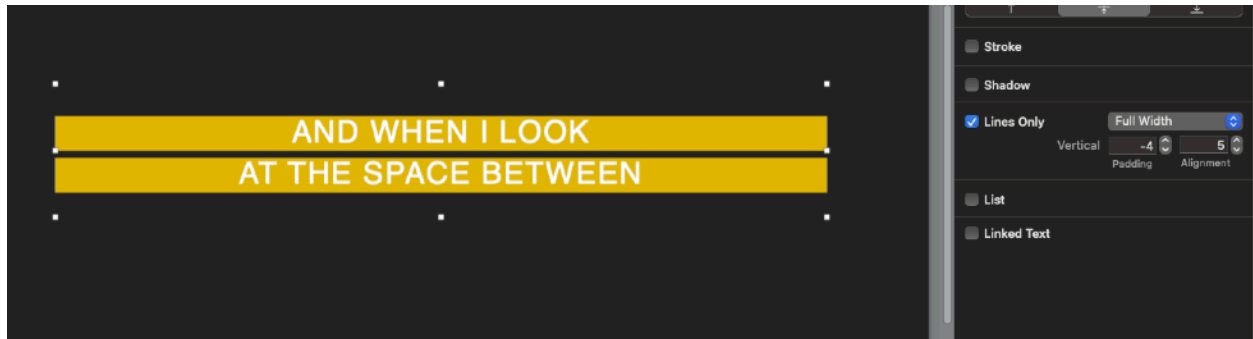 Stroke
Shadow
Lines Only Full Width
Vertical -4 5
Padding Alignment
List
Linked Text
AND WHEN I LOOK
AT THE SPACE BETWEEN